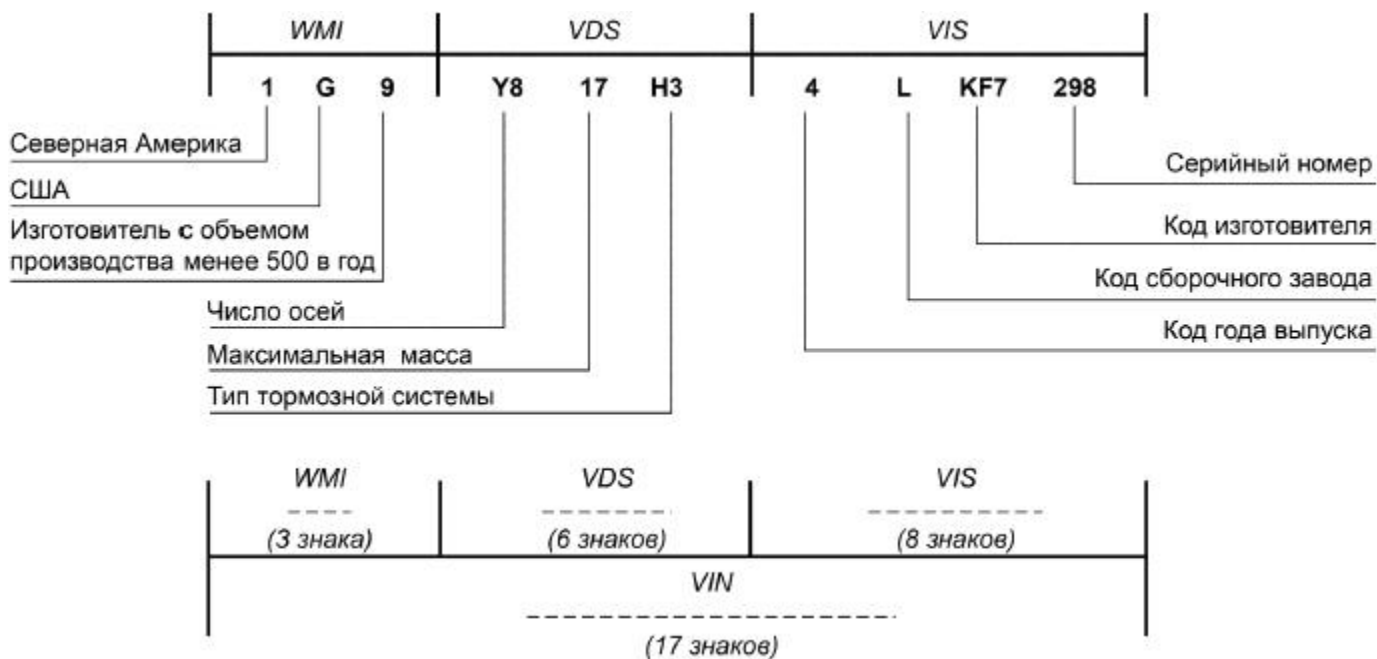 WMI VDS VIS
1 G 9 Y8 17 H3 4 L KF7 298
Северная Америка
США
Изготовитель с объемом
производства менее 500 в год
Число осей
Максимальная масса
Тип тормозной системы
Серийный номер
Код изготовителя
Код сборочного завода
Код года выпуска
WMI VDS VIS
(3 знака) (6 знаков) (8 знаков)
VIN
(17 знаков)